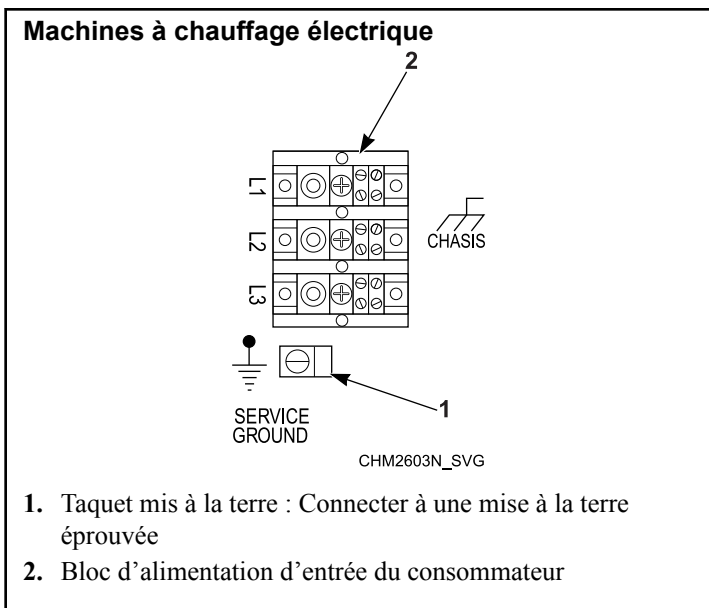 Machines à chauffage électrique
2
L1
L2
CHASIS
L3
1
SERVICE
GROUND
CHM2603N_SVG
1. Taquet mis à la terre : Connecter à une mise à la terre
éprouvée
2. Bloc d’alimentation d’entrée du consommateur